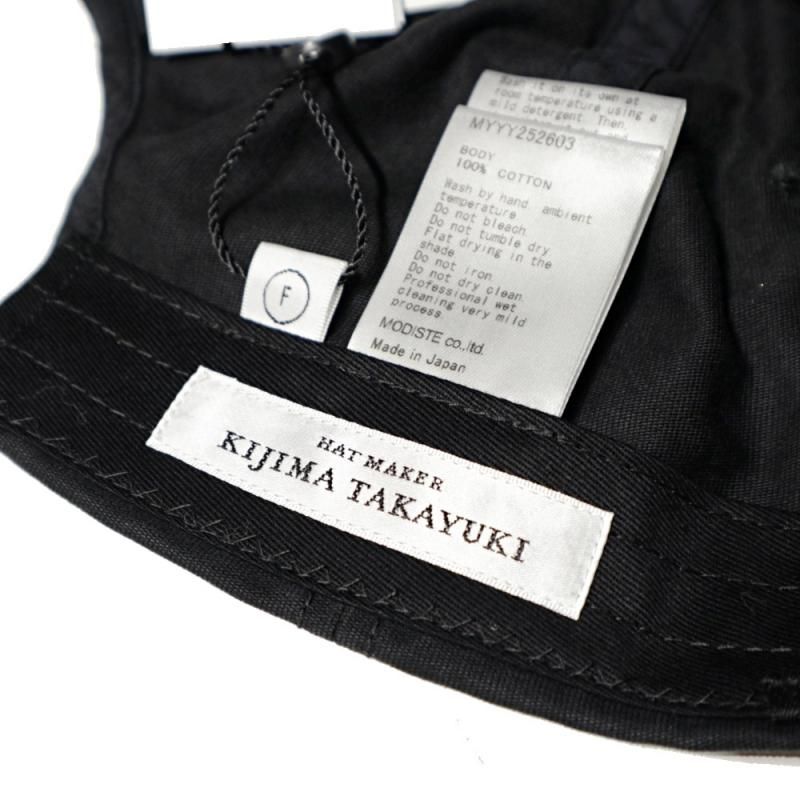 Wash it on its own at
room temperature using a
mild detergent. Then,
MYYY252603
BODY
100% COTTON
Wash by hand ambient
temperature
Do not bleach
Do not tumble dry
Flat drying in the
shade
Do not iron
Do not dry clean
Professional wet
cleaning very mild
process.
MODISTE co.,ltd.
Made in Japan
F
HAT MAKER
KIJIMA TAKAYUKI